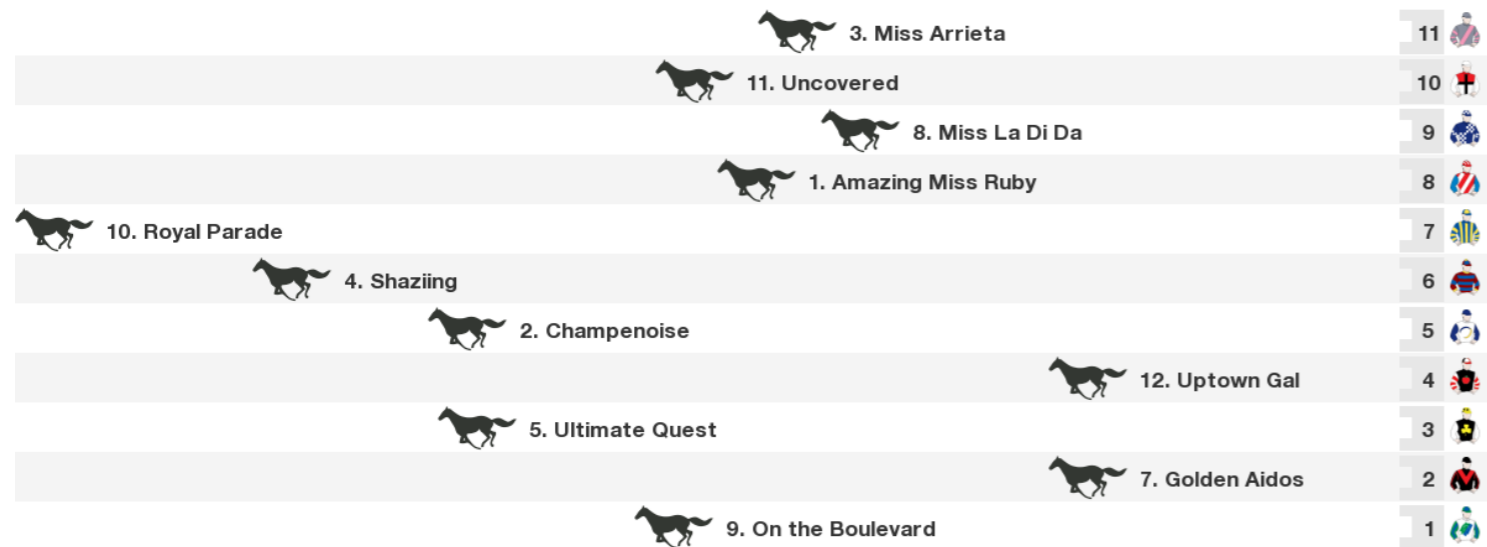 3. Miss Arrieta 11
11. Uncovered 10
8. Miss La Di Da 9
1. Amazing Miss Ruby 8
10. Royal Parade 7
4. Shaziing 6
2. Champenoise 5
12. Uptown Gal 4
5. Ultimate Quest 3
7. Golden Aidos 2
9. On the Boulevard 1